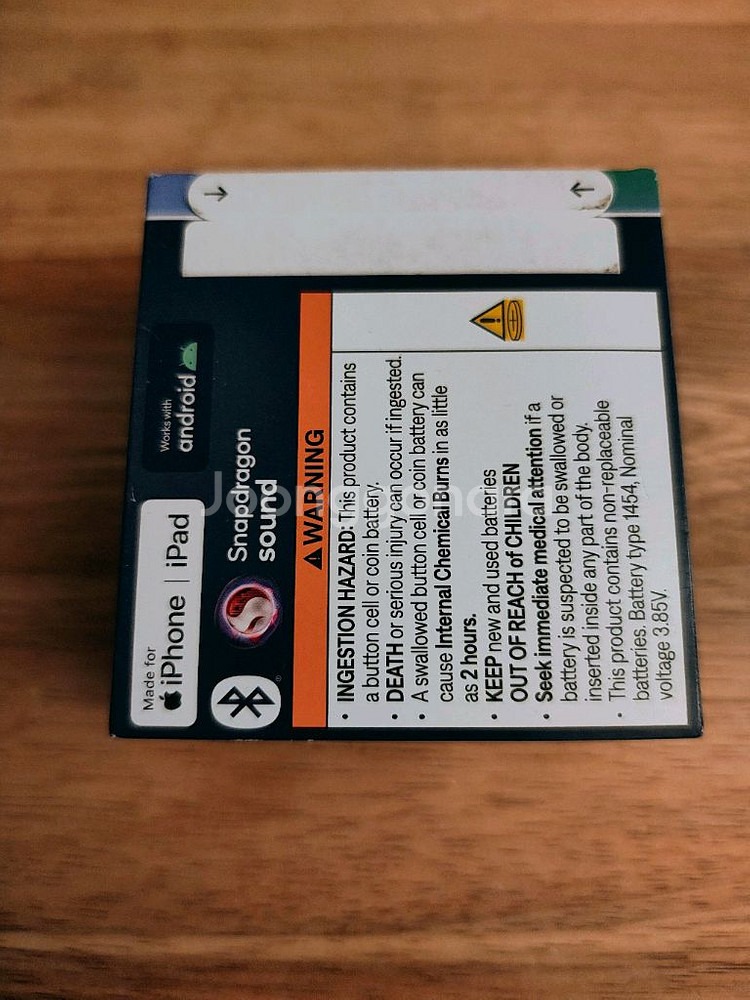 Made for
iPhone | iPad
Works with
android
Snapdragon
sound
®
WARNING
• INGESTION HAZARD: This product contains
a button cell or coin battery.
• DEATH or serious injury can occur if ingested.
• A swallowed button cell or coin battery can
cause Internal Chemical Burns in as little
as 2 hours.
• KEEP new and used batteries
OUT OF REACH of CHILDREN
• Seek immediate medical attention if a
battery is suspected to be swallowed or
inserted inside any part of the body.
• This product contains non-replaceable
batteries. Battery type 1454, Nominal
voltage 3.85V.